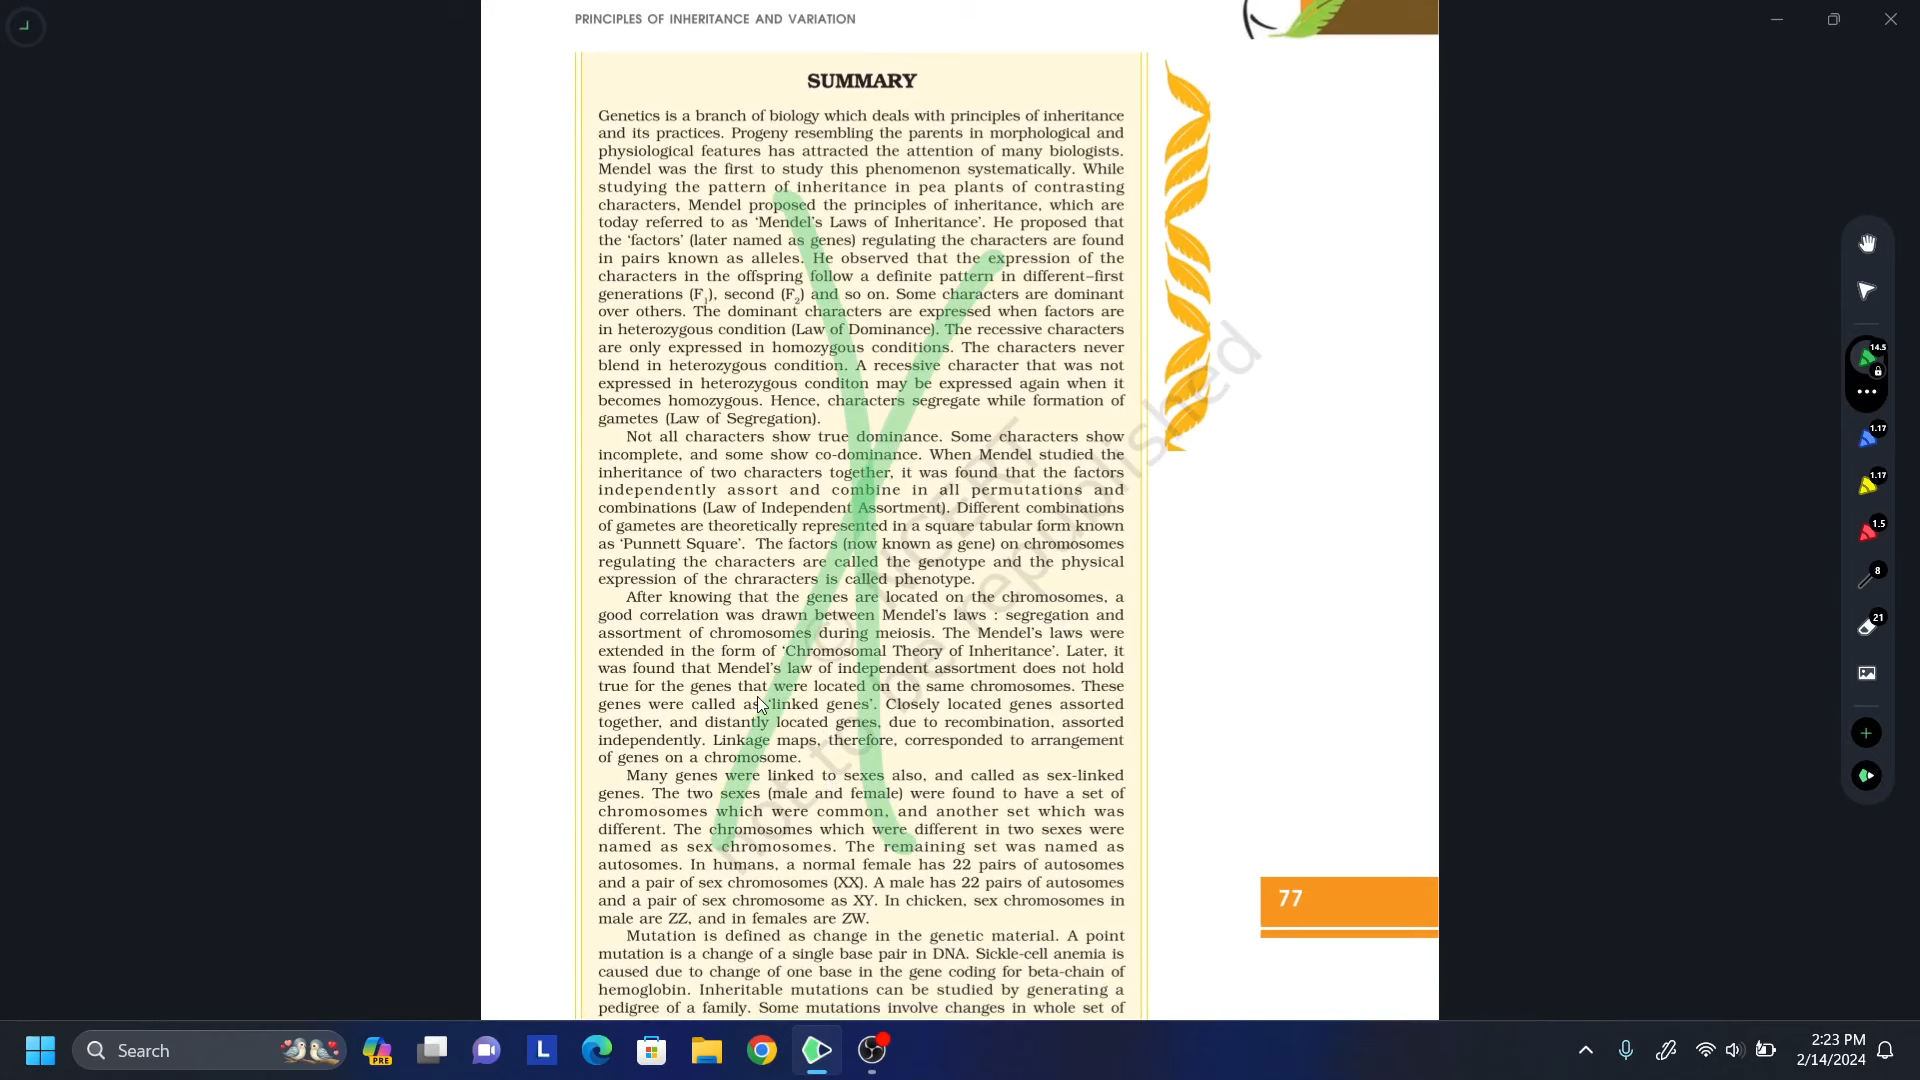 PRINCIPLES OF INHERITANCE AND VARIATION
SUMMARY
Genetics is a branch of biology which deals with principles of inheritance
and its practices. Progeny resembling the parents in morphological and
physiological features has attracted the attention of many biologists.
Mendel was the first to study this phenomenon systematically. While
studying the pattern of inheritance in pea plants of contrasting
characters, Mendel proposed the principles of inheritance, which are
today referred to as ‘Mendel’s Laws of Inheritance’. He proposed that
the ‘factors’ (later named as genes) regulating the characters are found
in pairs known as alleles. He observed that the expression of the
characters in the offspring follow a definite pattern in different–first
generations (F₁), second (F₂) and so on. Some characters are dominant
over others. The dominant characters are expressed when factors are
in heterozygous condition (Law of Dominance). The recessive characters
are only expressed in homozygous conditions. The characters never
blend in heterozygous condition. A recessive character that was not
expressed in heterozygous conditon may be expressed again when it
becomes homozygous. Hence, characters segregate while formation of
gametes (Law of Segregation).
Not all characters show true dominance. Some characters show
incomplete, and some show co-dominance. When Mendel studied the
inheritance of two characters together, it was found that the factors
independently assort and combine in all permutations and
combinations (Law of Independent Assortment). Different combinations
of gametes are theoretically represented in a square tabular form known
as ‘Punnett Square’. The factors (now known as gene) on chromosomes
regulating the characters are called the genotype and the physical
expression of the chraracters is called phenotype.
After knowing that the genes are located on the chromosomes, a
good correlation was drawn between Mendel’s laws : segregation and
assortment of chromosomes during meiosis. The Mendel’s laws were
extended in the form of ‘Chromosomal Theory of Inheritance’. Later, it
was found that Mendel’s law of independent assortment does not hold
true for the genes that were located on the same chromosomes. These
genes were called as ‘linked genes’. Closely located genes assorted
together, and distantly located genes, due to recombination, assorted
independently. Linkage maps, therefore, corresponded to arrangement
of genes on a chromosome.
Many genes were linked to sexes also, and called as sex-linked
genes. The two sexes (male and female) were found to have a set of
chromosomes which were common, and another set which was
different. The chromosomes which were different in two sexes were
named as sex chromosomes. The remaining set was named as
autosomes. In humans, a normal female has 22 pairs of autosomes
and a pair of sex chromosomes (XX). A male has 22 pairs of autosomes
and a pair of sex chromosome as XY. In chicken, sex chromosomes in
male are ZZ, and in females are ZW.
Mutation is defined as change in the genetic material. A point
mutation is a change of a single base pair in DNA. Sickle-cell anemia is
caused due to change of one base in the gene coding for beta-chain of
hemoglobin. Inheritable mutations can be studied by generating a
pedigree of a family. Some mutations involve changes in whole set of
© NCERT
not to be republished
77
14.5
1.17
1.17
1.5
8
21
Search
PRE
L
2:23 PM
2/14/2024